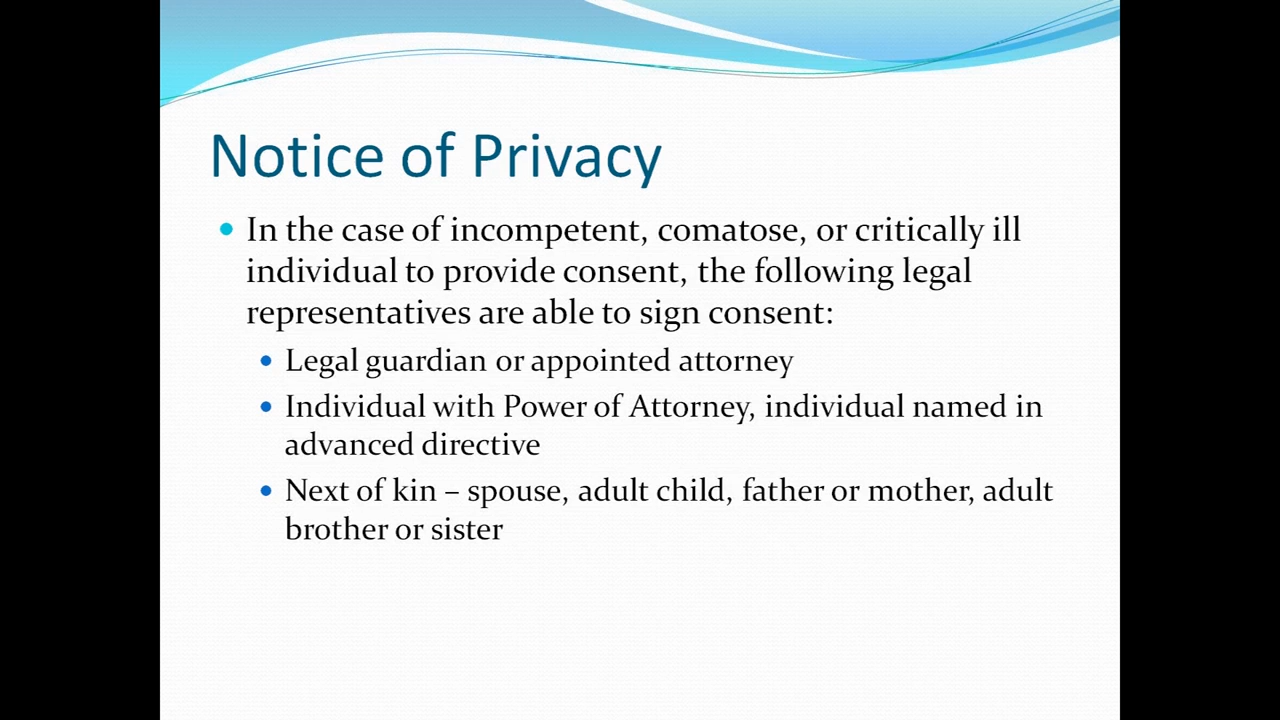 Notice of Privacy
In the case of incompetent, comatose, or critically ill
individual to provide consent, the following legal
representatives are able to sign consent:
Legal guardian or appointed attorney
Individual with Power of Attorney, individual named in
advanced directive
Next of kin – spouse, adult child, father or mother, adult
brother or sister